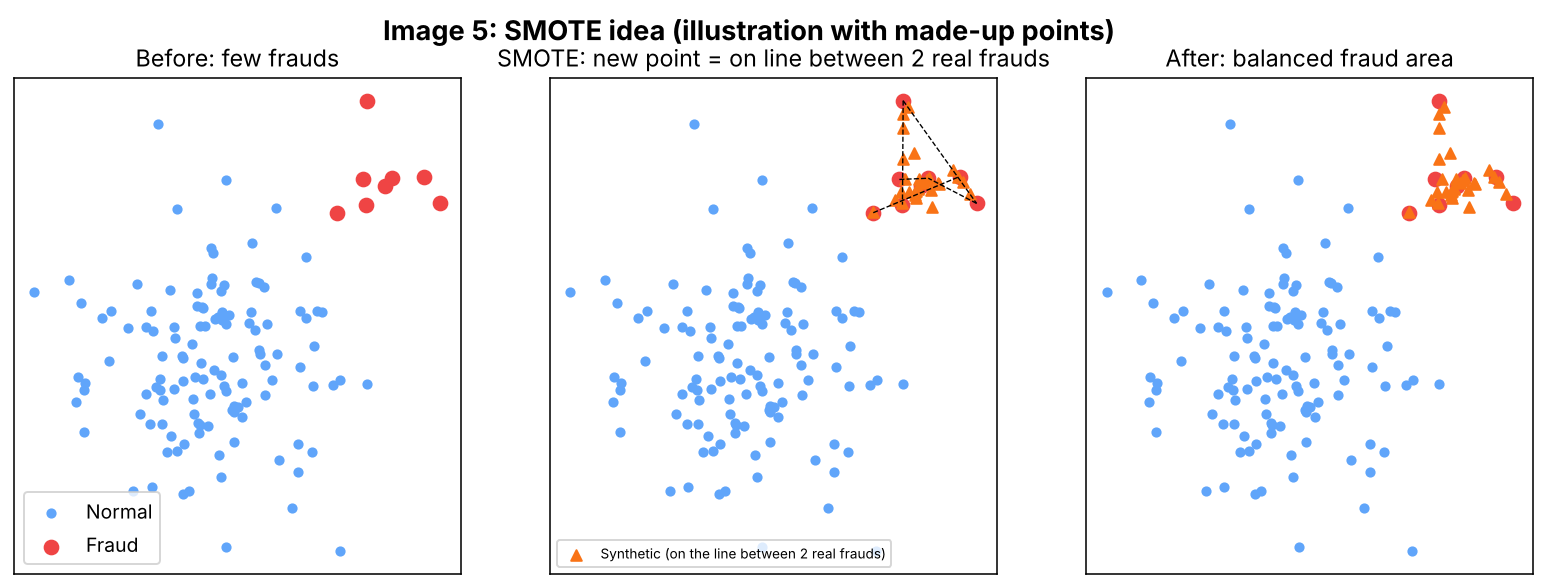 Image 5: SMOTE idea (illustration with made-up points)
Before: few frauds
SMOTE: new point = on line between 2 real frauds
After: balanced fraud area
Normal
Fraud
Synthetic (on the line between 2 real frauds)